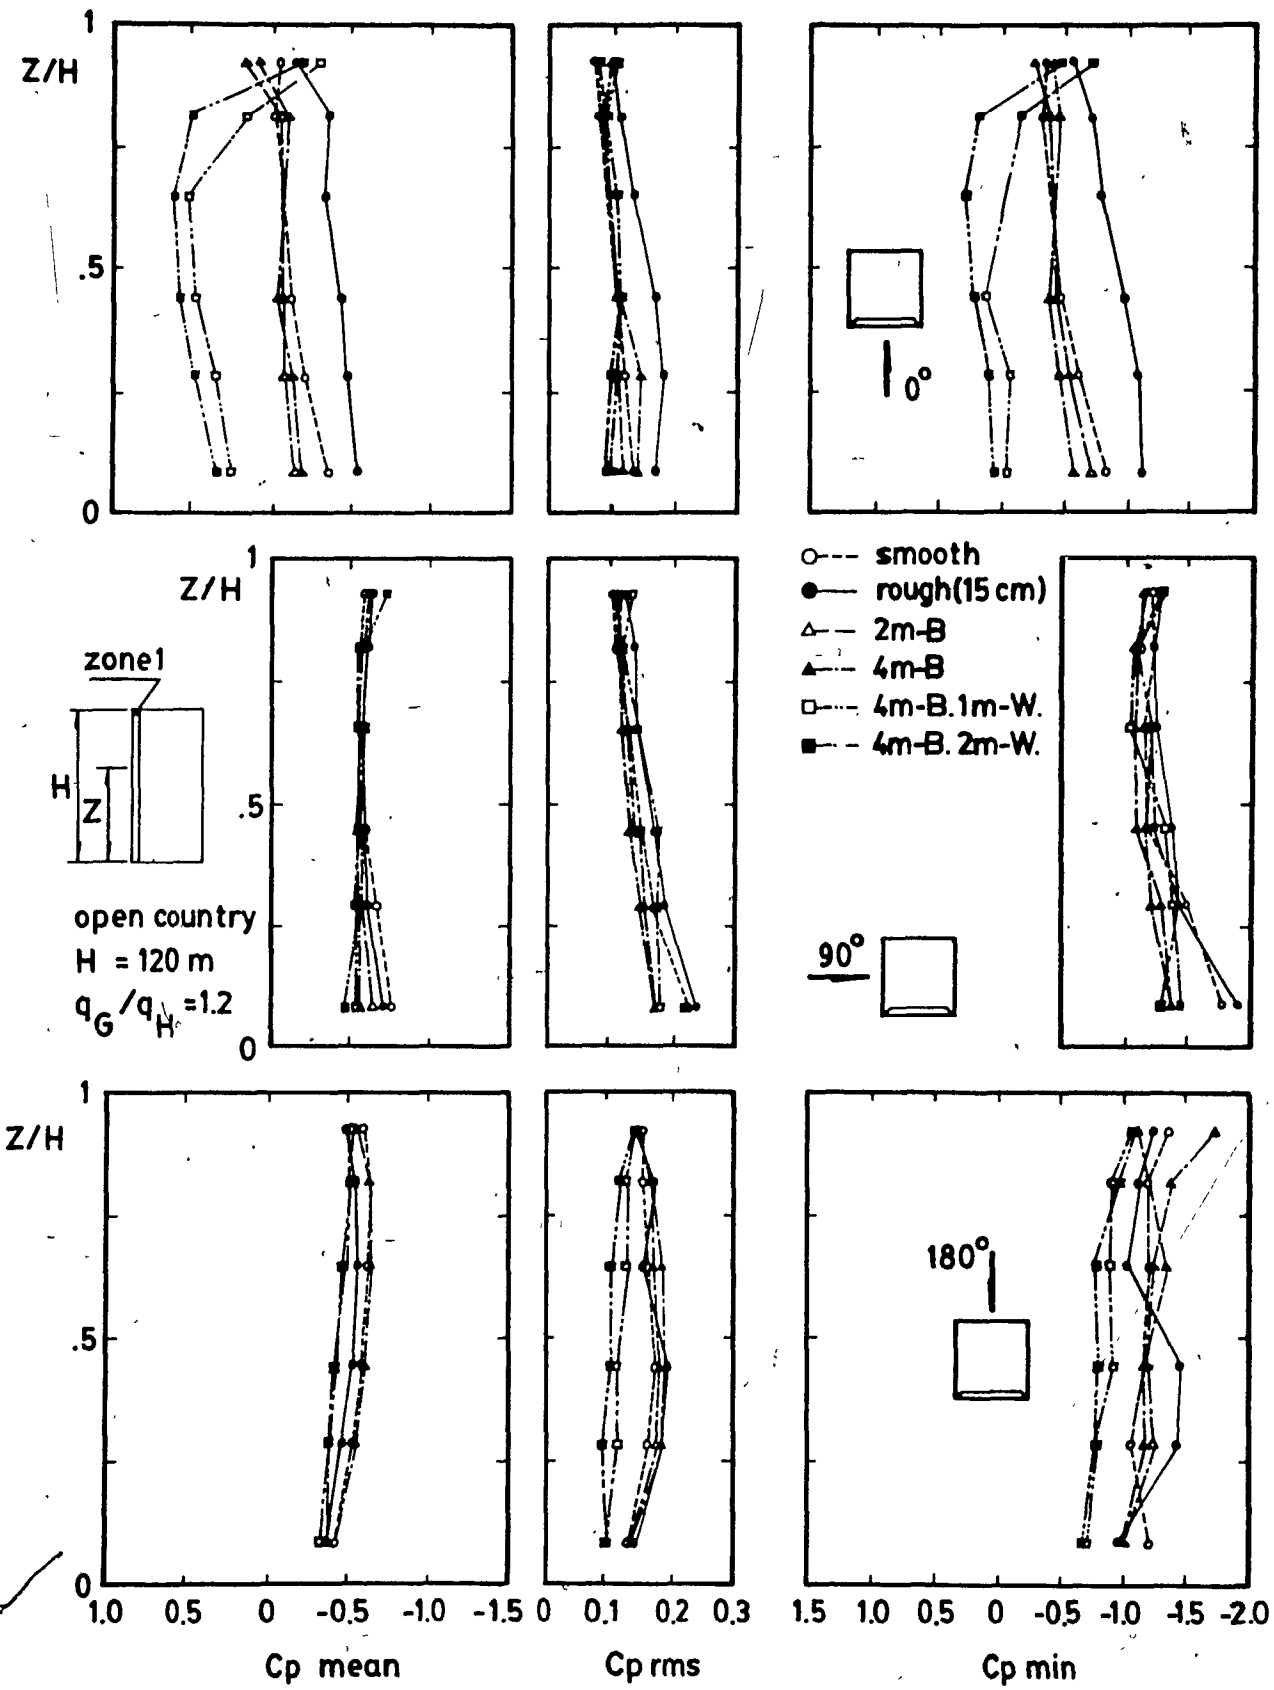 1
Z/H
.5
0
0°
1
Z/H
.5
0
zone1
H
Z
open country
H = 120 m
qG/qH =1.2
smooth
rough(15 cm)
2m-B
4m-B
4m-B.1m-W.
4m-B.2m-W.
90°
1
Z/H
.5
0
180°
1.0 0.5 0 -0.5 -1.0 -1.5
0 0.1 0.2 0.3
1.5 1.0 0.5 0 -0.5 -1.0 -1.5 -2.0
Cp mean
Cp rms
Cp min